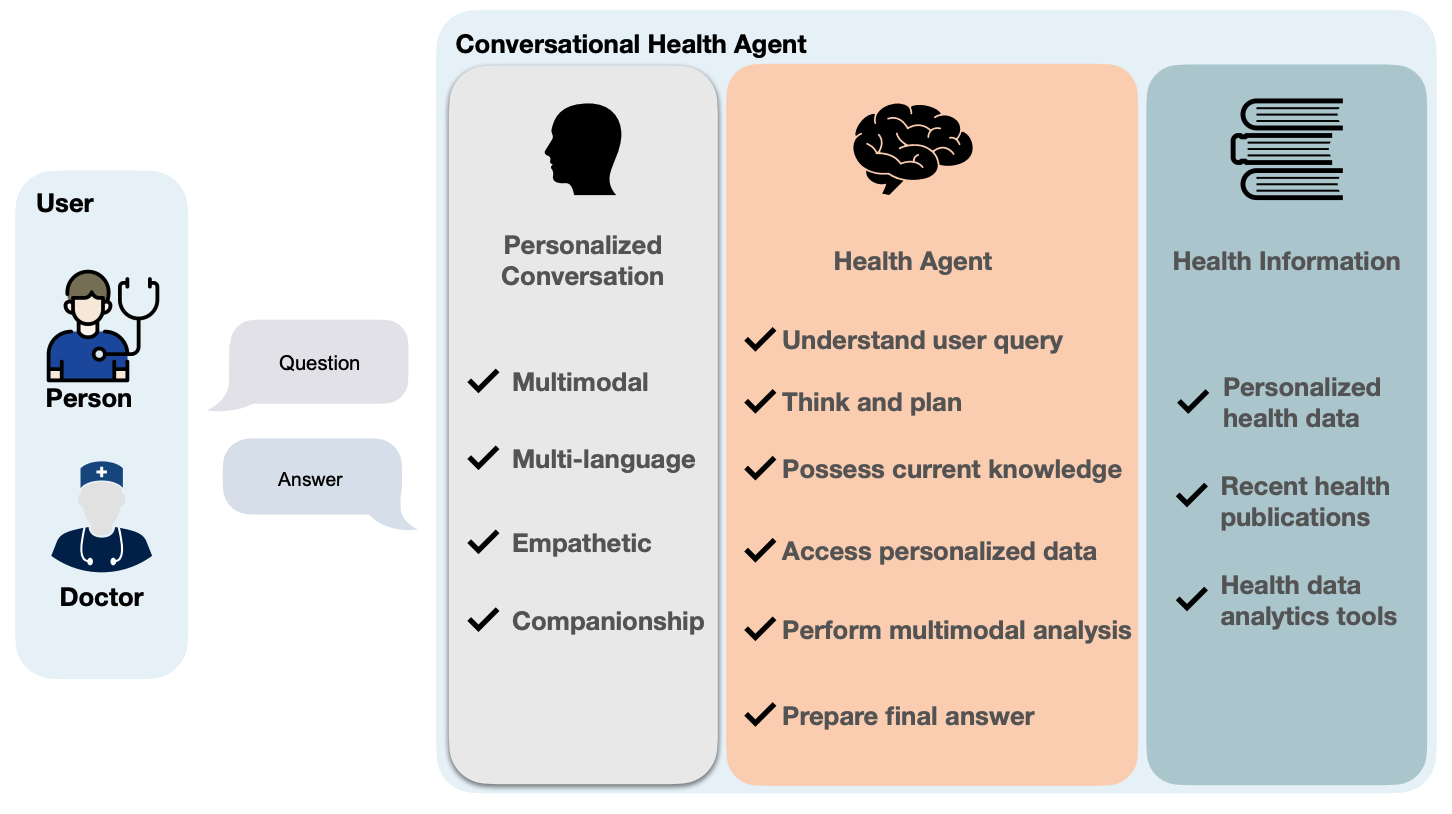 Conversational Health Agent
User
Person
Doctor
Question
Answer
Personalized
Conversation
Multimodal
Multi-language
Empathetic
Companionship
Health Agent
Understand user query
Think and plan
Possess current knowledge
Access personalized data
Perform multimodal analysis
Prepare final answer
Health Information
Personalized
health data
Recent health
publications
Health data
analytics tools